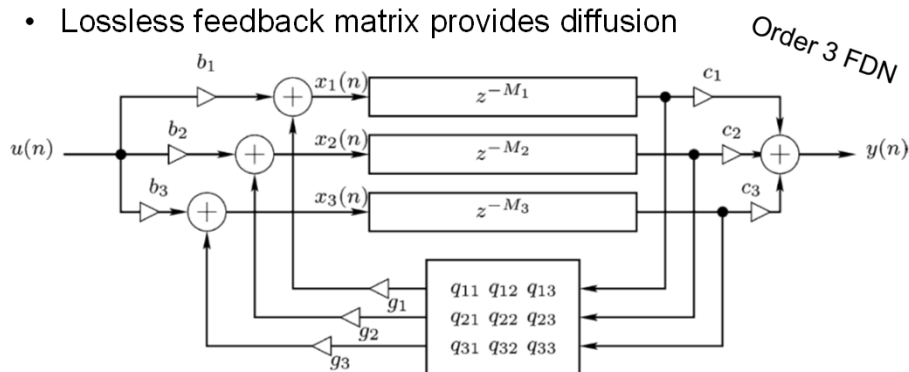 • Lossless feedback matrix provides diffusion
Order 3 FDN
b₁ x₁(n) z⁻ᴹ¹ c₁
u(n) b₂ x₂(n) z⁻ᴹ² c₂ y(n)
b₃ x₃(n) z⁻ᴹ³ c₃
g₁ q₁₁ q₁₂ q₁₃
g₂ q₂₁ q₂₂ q₂₃
g₃ q₃₁ q₃₂ q₃₃